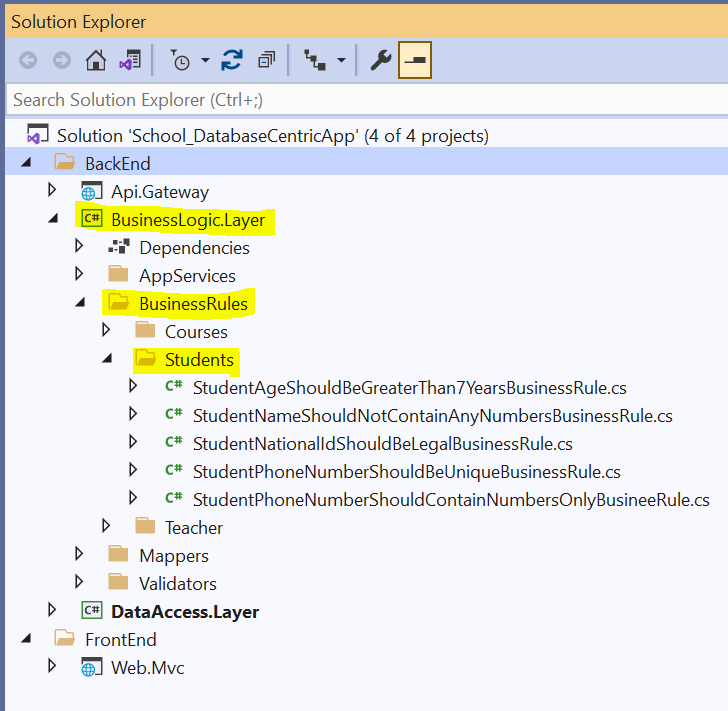 Solution Explorer
Search Solution Explorer (Ctrl+;)
Solution 'School_DatabaseCentricApp' (4 of 4 projects)
BackEnd
Api.Gateway
C# BusinessLogic.Layer
Dependencies
AppServices
BusinessRules
Courses
Students
C# StudentAgeShouldBeGreaterThan7YearsBusinessRule.cs
C# StudentNameShouldNotContainAnyNumbersBusinessRule.cs
C# StudentNationalIdShouldBeLegalBusinessRule.cs
C# StudentPhoneNumberShouldBeUniqueBusinessRule.cs
C# StudentPhoneNumberShouldContainNumbersOnlyBusineeRule.cs
Teacher
Mappers
Validators
C# DataAccess.Layer
FrontEnd
Web.Mvc